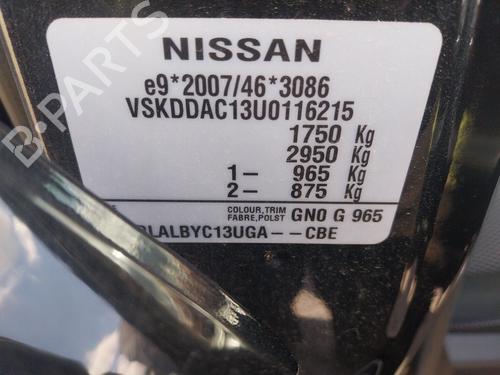 NISSAN
e9*2007/46*3086
VSKDDAC13U0116215
1750 Kg
2950 Kg
1- 965 Kg
2- 875 Kg
COLOUR,TRIM
FABRE,POLST
GN0 G 965
LALBYC13UGA--CBE
B-PARTS